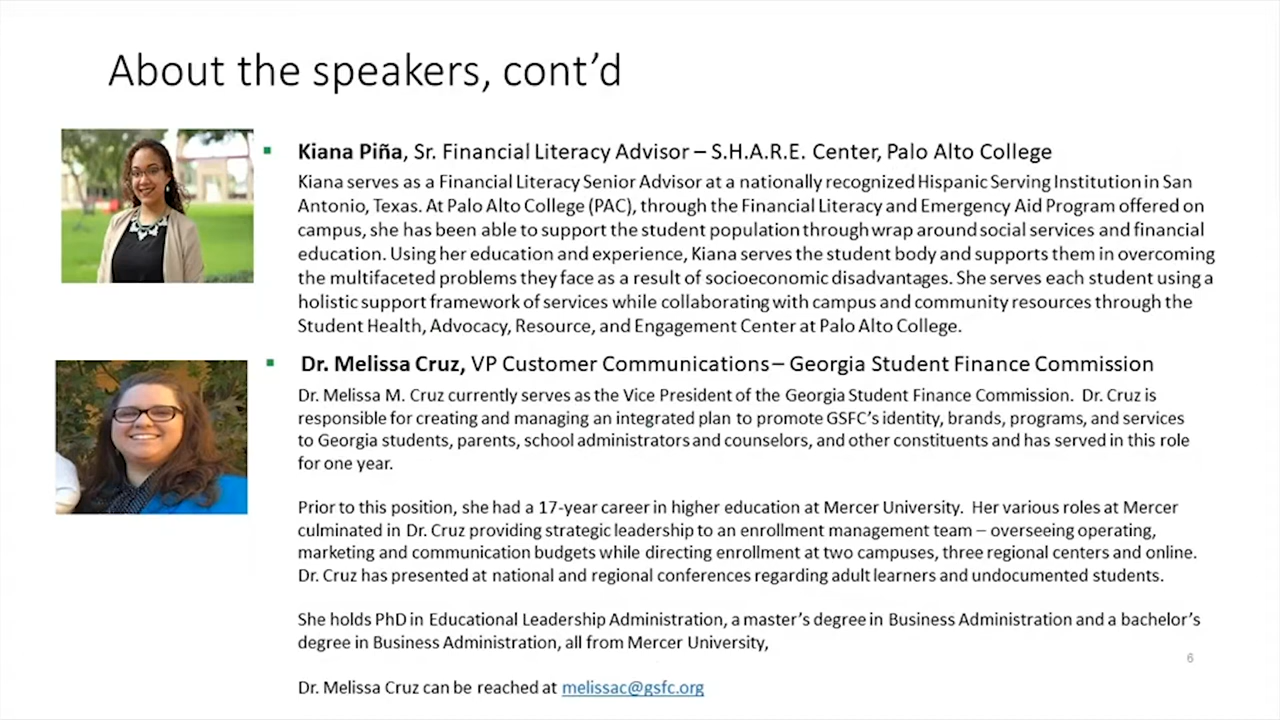 About the speakers, cont’d
Kiana Piña, Sr. Financial Literacy Advisor – S.H.A.R.E. Center, Palo Alto College
Kiana serves as a Financial Literacy Senior Advisor at a nationally recognized Hispanic Serving Institution in San
Antonio, Texas. At Palo Alto College (PAC), through the Financial Literacy and Emergency Aid Program offered on
campus, she has been able to support the student population through wrap around social services and financial
education. Using her education and experience, Kiana serves the student body and supports them in overcoming
the multifaceted problems they face as a result of socioeconomic disadvantages. She serves each student using a
holistic support framework of services while collaborating with campus and community resources through the
Student Health, Advocacy, Resource, and Engagement Center at Palo Alto College.
Dr. Melissa Cruz, VP Customer Communications – Georgia Student Finance Commission
Dr. Melissa M. Cruz currently serves as the Vice President of the Georgia Student Finance Commission. Dr. Cruz is
responsible for creating and managing an integrated plan to promote GSFC’s identity, brands, programs, and services
to Georgia students, parents, school administrators and counselors, and other constituents and has served in this role
for one year.
Prior to this position, she had a 17-year career in higher education at Mercer University. Her various roles at Mercer
culminated in Dr. Cruz providing strategic leadership to an enrollment management team – overseeing operating,
marketing and communication budgets while directing enrollment at two campuses, three regional centers and online.
Dr. Cruz has presented at national and regional conferences regarding adult learners and undocumented students.
She holds PhD in Educational Leadership Administration, a master’s degree in Business Administration and a bachelor’s
degree in Business Administration, all from Mercer University,
6
Dr. Melissa Cruz can be reached at melissac@gsfc.org